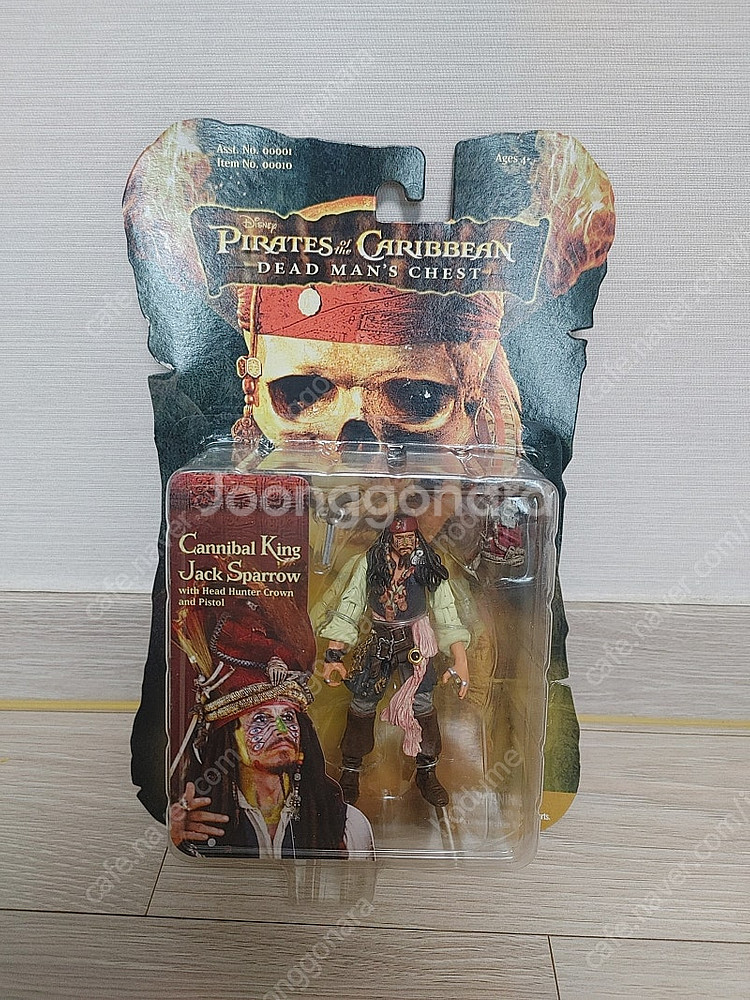 Asst. No. 00001
Item No. 00010
Ages 4+
Disney
PIRATES of the CARIBBEAN
DEAD MAN'S CHEST
Joonggonara
Cannibal King
Jack Sparrow
with Head Hunter Crown
and Pistol
WARNING